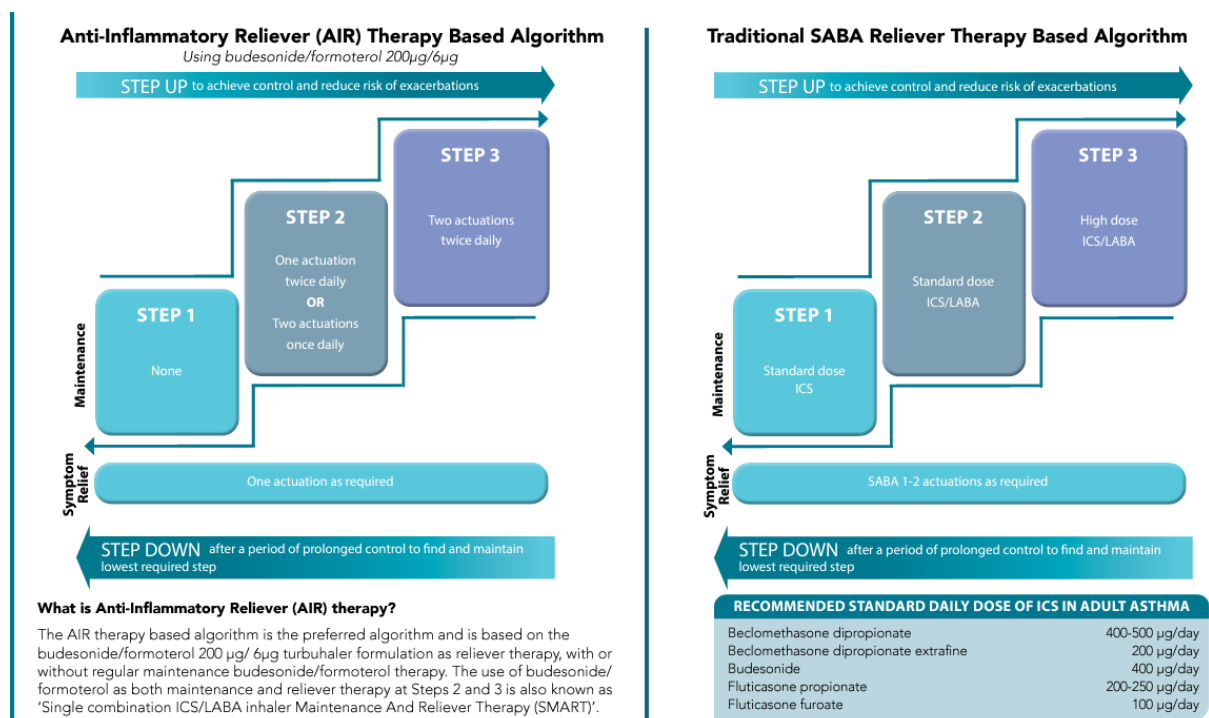 Anti-Inflammatory Reliever (AIR) Therapy Based Algorithm
Using budesonide/formoterol 200µg/6µg
STEP UP to achieve control and reduce risk of exacerbations
STEP 3
Two actuations
twice daily
STEP 2
One actuation
twice daily
OR
Two actuations
once daily
STEP 1
None
Maintenance
Symptom
Relief
One actuation as required
STEP DOWN after a period of prolonged control to find and maintain
lowest required step
What is Anti-Inflammatory Reliever (AIR) therapy?
The AIR therapy based algorithm is the preferred algorithm and is based on the
budesonide/formoterol 200 µg/ 6µg turbuhaler formulation as reliever therapy, with or
without regular maintenance budesonide/formoterol therapy. The use of budesonide/
formoterol as both maintenance and reliever therapy at Steps 2 and 3 is also known as
‘Single combination ICS/LABA inhaler Maintenance And Reliever Therapy (SMART)’.
Traditional SABA Reliever Therapy Based Algorithm
STEP UP to achieve control and reduce risk of exacerbations
STEP 3
High dose
ICS/LABA
STEP 2
Standard dose
ICS/LABA
STEP 1
Standard dose
ICS
Maintenance
Symptom
Relief
SABA 1-2 actuations as required
STEP DOWN after a period of prolonged control to find and maintain
lowest required step
RECOMMENDED STANDARD DAILY DOSE OF ICS IN ADULT ASTHMA
Beclomethasone dipropionate 400-500 µg/day
Beclomethasone dipropionate extrafine 200 µg/day
Budesonide 400 µg/day
Fluticasone propionate 200-250 µg/day
Fluticasone furoate 100 µg/day